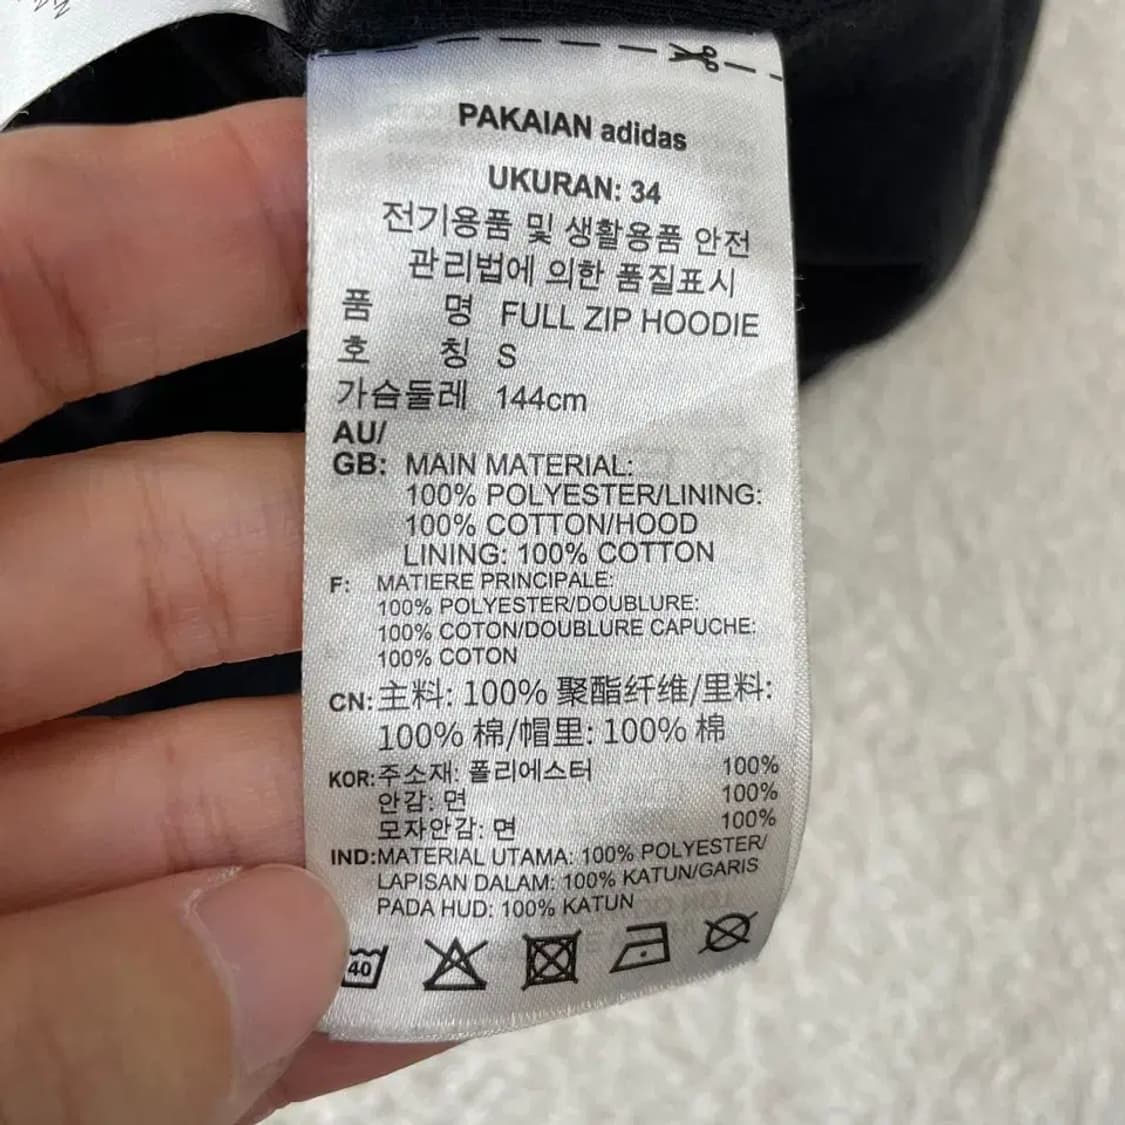 PAKAIAN adidas
UKURAN: 34
전기용품 및 생활용품 안전
관리법에 의한 품질표시
품 명 FULL ZIP HOODIE
호 칭 S
가슴둘레 144cm
AU/
GB: MAIN MATERIAL:
100% POLYESTER/LINING:
100% COTTON/HOOD
LINING: 100% COTTON
F: MATIERE PRINCIPALE:
100% POLYESTER/DOUBLURE:
100% COTON/DOUBLURE CAPUCHE:
100% COTON
CN: 主料: 100% 聚酯纤维/里料:
100% 棉/帽里: 100% 棉
KOR: 주소재: 폴리에스터 100%
안감: 면 100%
모자안감: 면 100%
IND: MATERIAL UTAMA: 100% POLYESTER/
LAPISAN DALAM: 100% KATUN/GARIS
PADA HUD: 100% KATUN
40